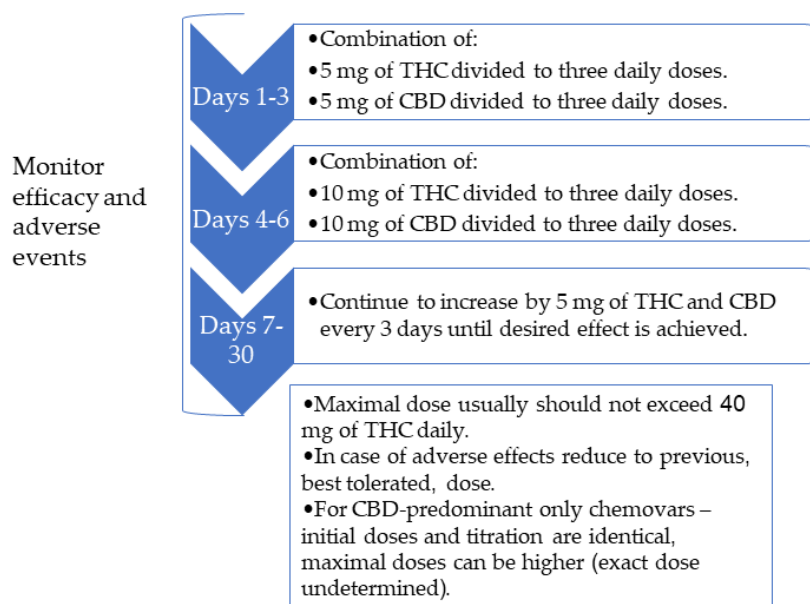 Monitor
efficacy and
adverse
events
Days 1-3
•Combination of:
•5 mg of THC divided to three daily doses.
•5 mg of CBD divided to three daily doses.
Days 4-6
•Combination of:
•10 mg of THC divided to three daily doses.
•10 mg of CBD divided to three daily doses.
Days 7-
30
•Continue to increase by 5 mg of THC and CBD
every 3 days until desired effect is achieved.
•Maximal dose usually should not exceed 40
mg of THC daily.
•In case of adverse effects reduce to previous,
best tolerated, dose.
•For CBD-predominant only chemovars –
initial doses and titration are identical,
maximal doses can be higher (exact dose
undetermined).